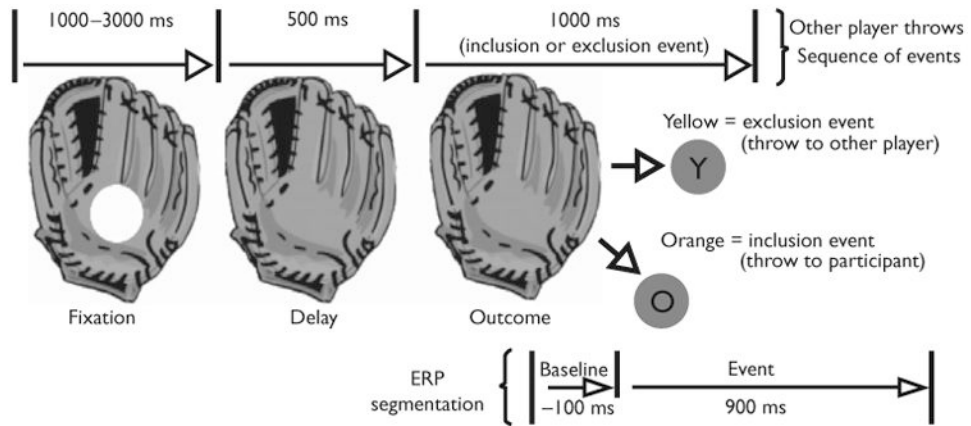 1000–3000 ms
500 ms
1000 ms
(inclusion or exclusion event)
Other player throws
Sequence of events
Yellow = exclusion event
(throw to other player)
Y
Orange = inclusion event
(throw to participant)
O
Fixation
Delay
Outcome
ERP
segmentation
Baseline
–100 ms
Event
900 ms